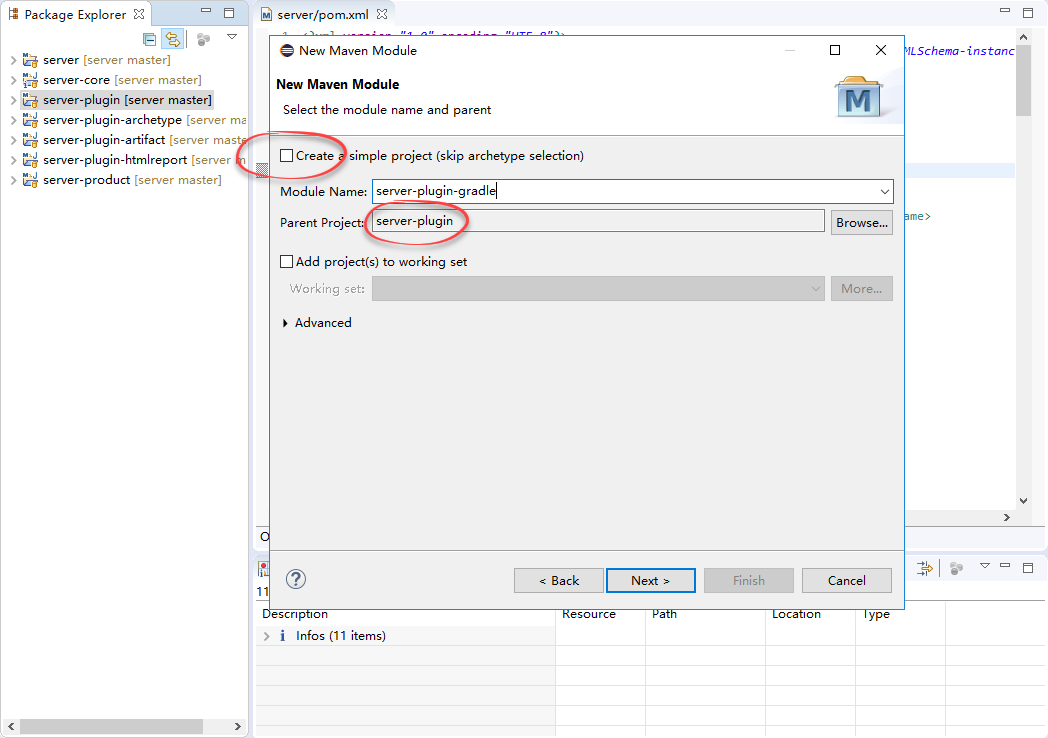 Package Explorer
server/pom.xml
server [server master]
server-core [server master]
server-plugin [server master]
server-plugin-archetype [server ma
server-plugin-artifact [server maste
server-plugin-htmlreport [server m
server-product [server master]
1 <?xml version="1.0" encoding="UTF-8"?>
MLSchema-instanc
ame>
New Maven Module
New Maven Module
Select the module name and parent
M
Create a simple project (skip archetype selection)
Module Name: server-plugin-gradle
Parent Project: server-plugin Browse...
Add project(s) to working set
Working set: More...
Advanced
? < Back Next > Finish Cancel
O
11
Description Resource Path Location Type
i Infos (11 items)